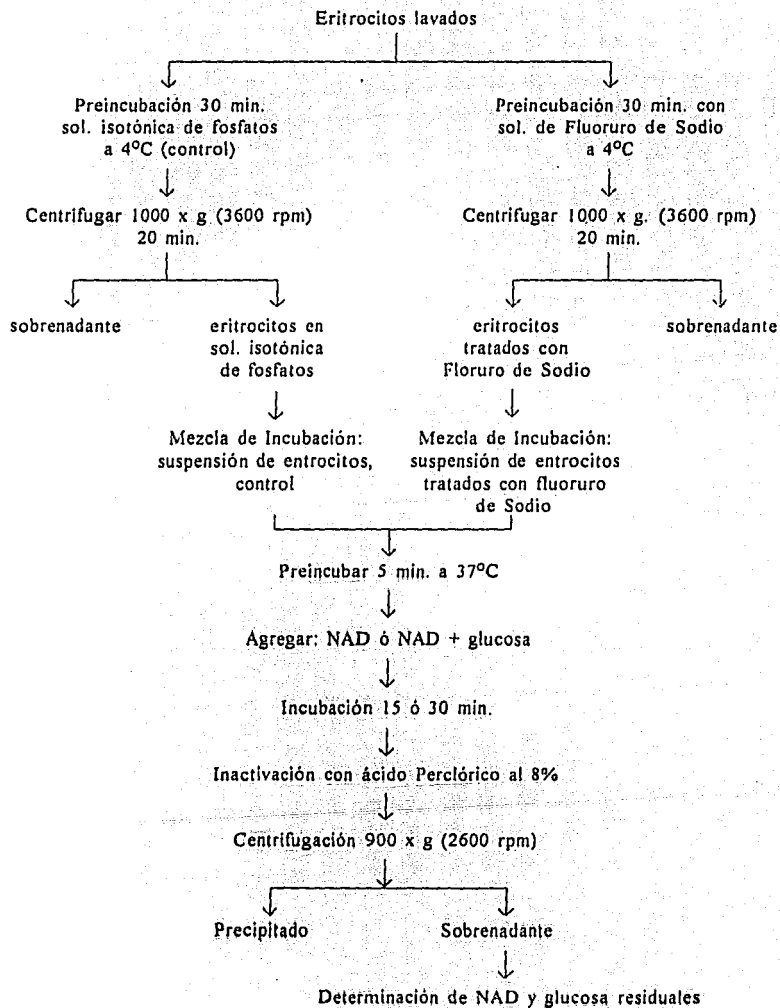 Eritrocitos lavados
Preincubación 30 min.
sol. isotónica de fosfatos
a 4ºC (control)
Preincubación 30 min. con
sol. de Fluoruro de Sodio
a 4ºC
Centrifugar 1000 x g (3600 rpm)
20 min.
Centrifugar 1000 x g. (3600 rpm)
20 min.
sobrenadante
eritrocitos en
sol. isotónica
de fosfatos
eritrocitos
tratados con
Floruro de Sodio
sobrenadante
Mezcla de Incubación:
suspensión de entrocitos,
control
Mezcla de Incubación:
suspensión de entrocitos
tratados con fluoruro
de Sodio
Preincubar 5 min. a 37ºC
Agregar: NAD ó NAD + glucosa
Incubación 15 ó 30 min.
Inactivación con ácido Perclórico al 8%
Centrifugación 900 x g (2600 rpm)
Precipitado
Sobrenadante
Determinación de NAD y glucosa residuales